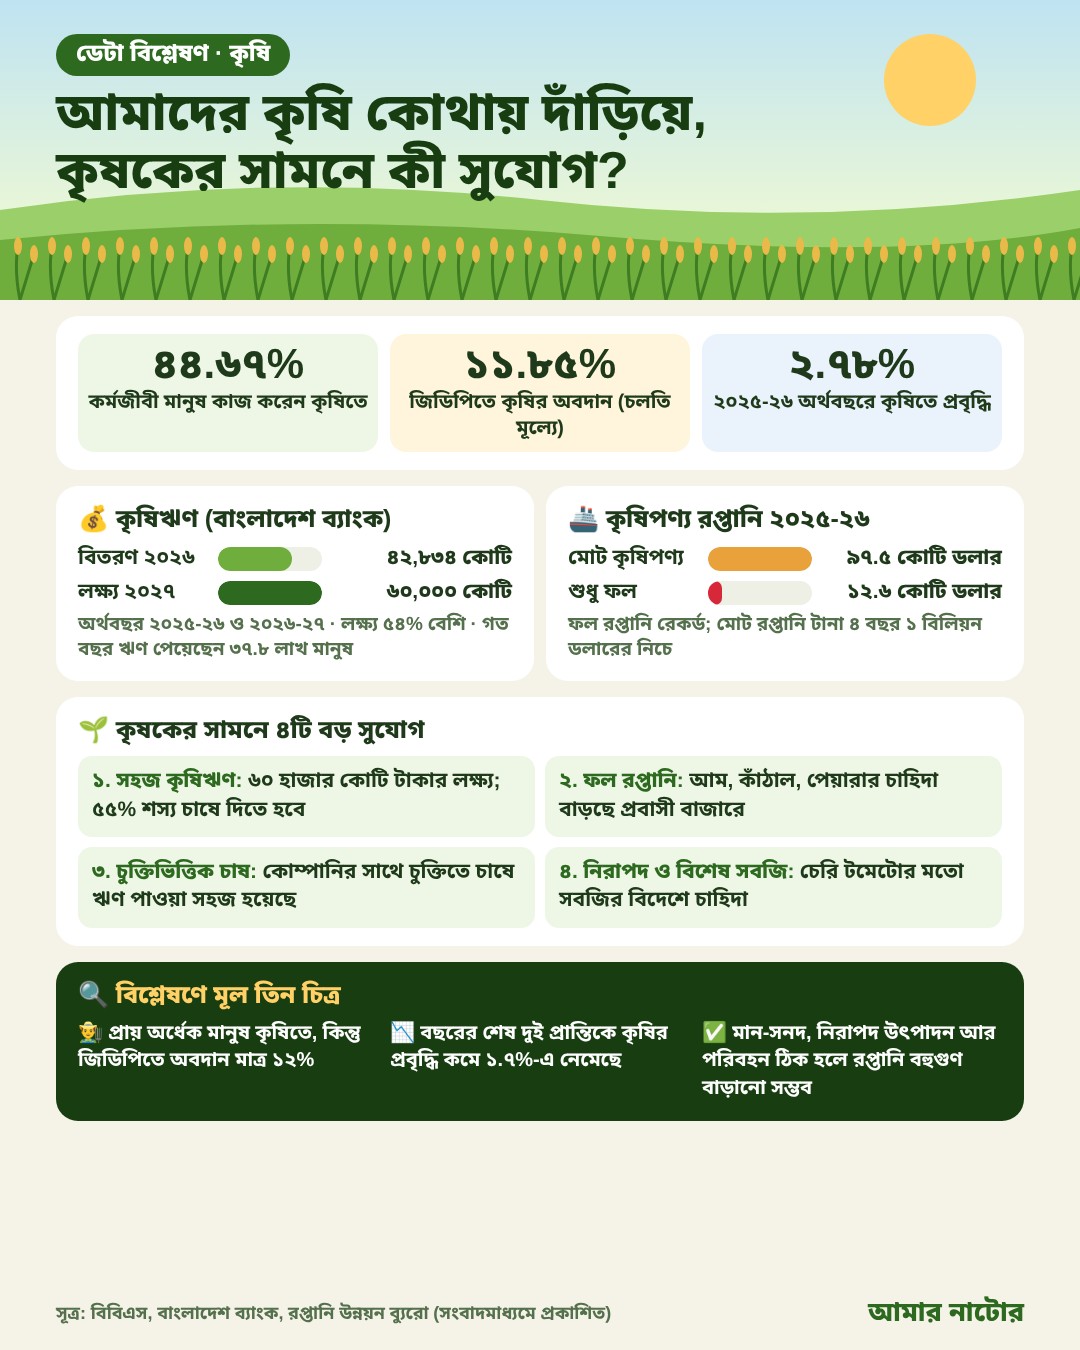 ডেটা বিশ্লেষণ · কৃষি
আমাদের কৃষি কোথায় দাঁড়িয়ে,
কৃষকের সামনে কী সুযোগ?
৪৪.৬৭%
কর্মজীবী মানুষ কাজ করেন কৃষিতে
১১.৮৫%
জিডিপিতে কৃষির অবদান (চলতি
মূল্যে)
২.৭৮%
২০২৫-২৬ অর্থবছরে কৃষিতে প্রবৃদ্ধি
💰 কৃষিঋণ (বাংলাদেশ ব্যাংক)
বিতরণ ২০২৬ ৪২,৮৩৪ কোটি
লক্ষ্য ২০২৭ ৬০,০০০ কোটি
অর্থবছর ২০২৫-২৬ ও ২০২৬-২৭ · লক্ষ্য ৫৪% বেশি · গত
বছর ঋণ পেয়েছেন ৩৭.৮ লাখ মানুষ
🚢 কৃষিপণ্য রপ্তানি ২০২৫-২৬
মোট কৃষিপণ্য ৯৭.৫ কোটি ডলার
শুধু ফল ১২.৬ কোটি ডলার
ফল রপ্তানি রেকর্ড; মোট রপ্তানি টানা ৪ বছর ১ বিলিয়ন
ডলারের নিচে
🌱 কৃষকের সামনে ৪টি বড় সুযোগ
১. সহজ কৃষিঋণ: ৬০ হাজার কোটি টাকার লক্ষ্য;
৫৫% শস্য চাষে দিতে হবে
২. ফল রপ্তানি: আম, কাঁঠাল, পেয়ারার চাহিদা
বাড়ছে প্রবাসী বাজারে
৩. চুক্তিভিত্তিক চাষ: কোম্পানির সাথে চুক্তিতে চাষে
ঋণ পাওয়া সহজ হয়েছে
৪. নিরাপদ ও বিশেষ সবজি: চেরি টমেটোর মতো
সবজির বিদেশে চাহিদা
🔍 বিশ্লেষণে মূল তিন চিত্র
👨‍🌾 প্রায় অর্ধেক মানুষ কৃষিতে, কিন্তু
জিডিপিতে অবদান মাত্র ১২%
📉 বছরের শেষ দুই প্রান্তিকে কৃষির
প্রবৃদ্ধি কমে ১.৭%-এ নেমেছে
✅ মান-সনদ, নিরাপদ উৎপাদন আর
পরিবহন ঠিক হলে রপ্তানি বহুগুণ
বাড়ানো সম্ভব
সূত্র: বিবিএস, বাংলাদেশ ব্যাংক, রপ্তানি উন্নয়ন ব্যুরো (সংবাদমাধ্যমে প্রকাশিত)
আমার নাটোর